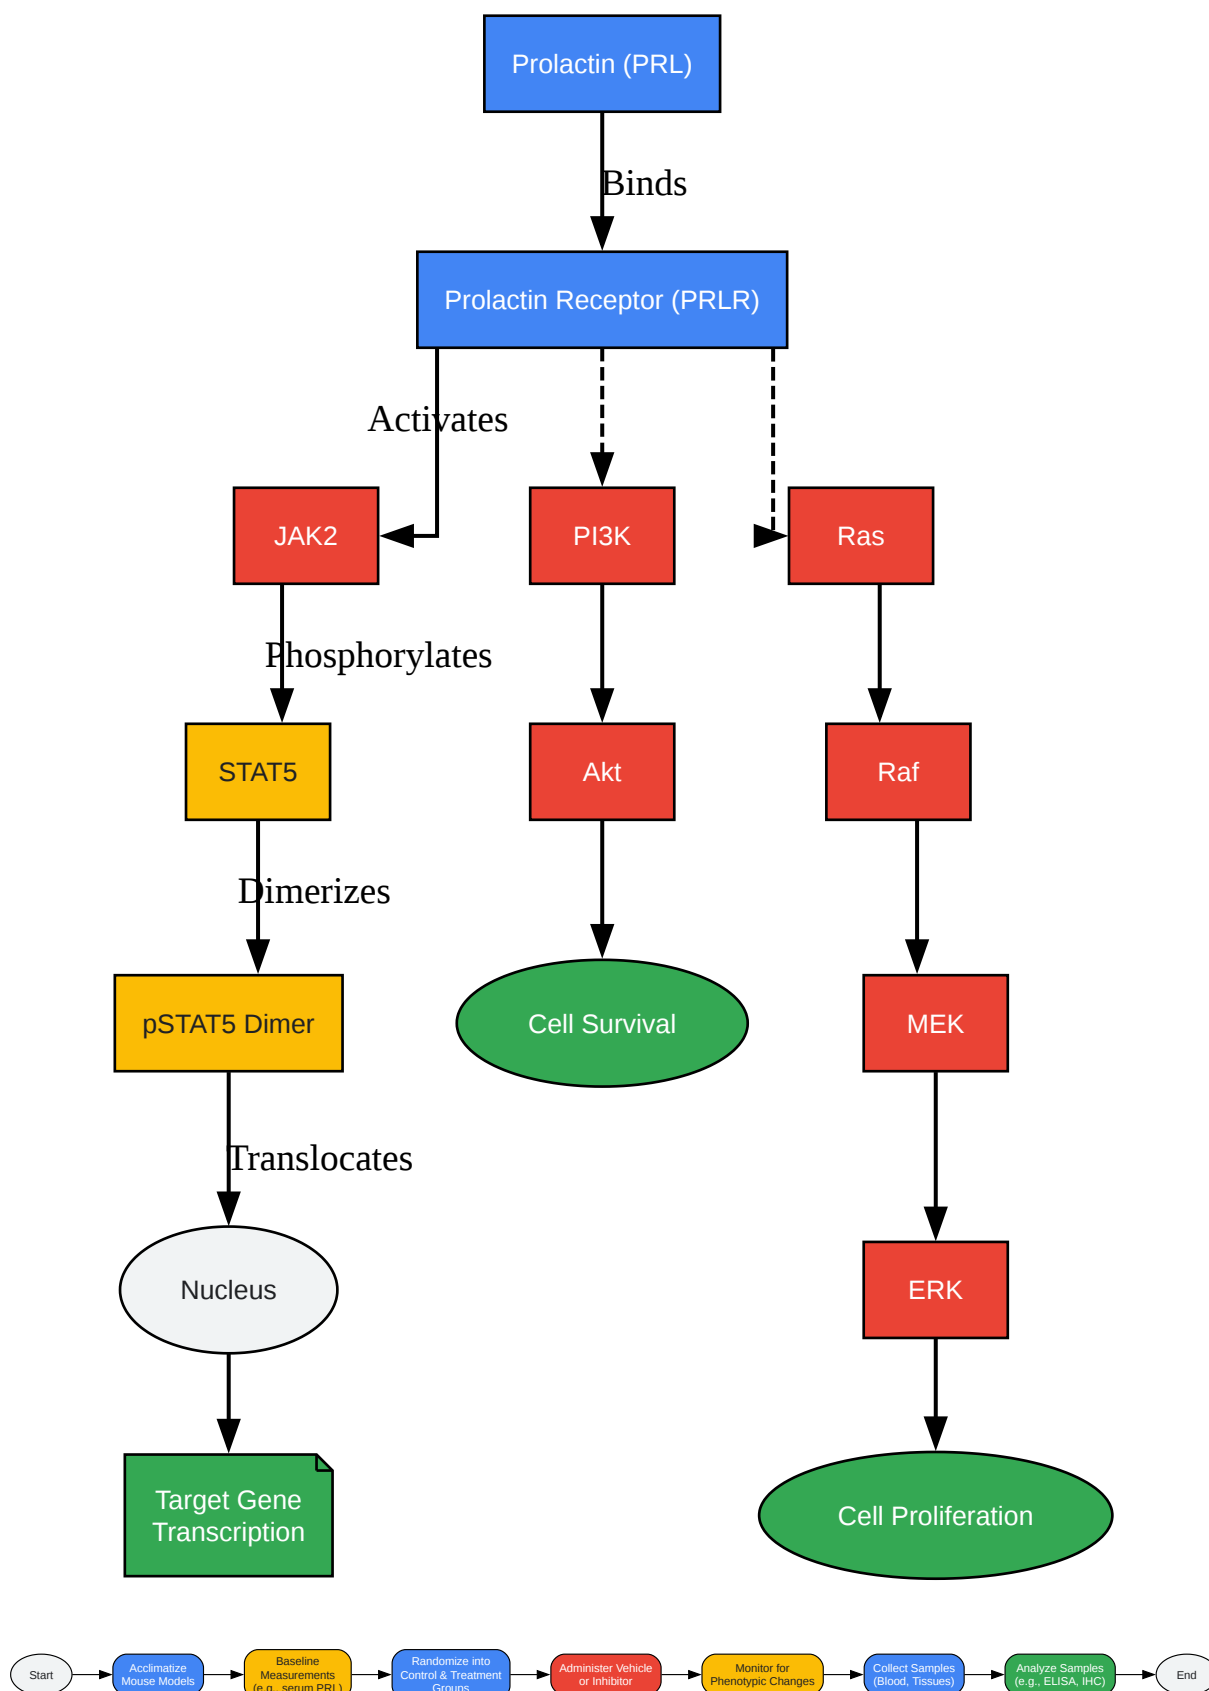 Prolactin (PRL)
Binds
Prolactin Receptor (PRLR)
Activates
JAK2
PI3K
Ras
Phosphorylates
STAT5
Akt
Raf
Dimerizes
pSTAT5 Dimer
Cell Survival
MEK
Translocates
Nucleus
ERK
Target Gene
Transcription
Cell Proliferation
Start
Acclimatize
Mouse Models
Baseline
Measurements
(e.g., serum PRL)
Randomize into
Control & Treatment
Groups
Administer Vehicle
or Inhibitor
Monitor for
Phenotypic Changes
Collect Samples
(Blood, Tissues)
Analyze Samples
(e.g., ELISA, IHC)
End